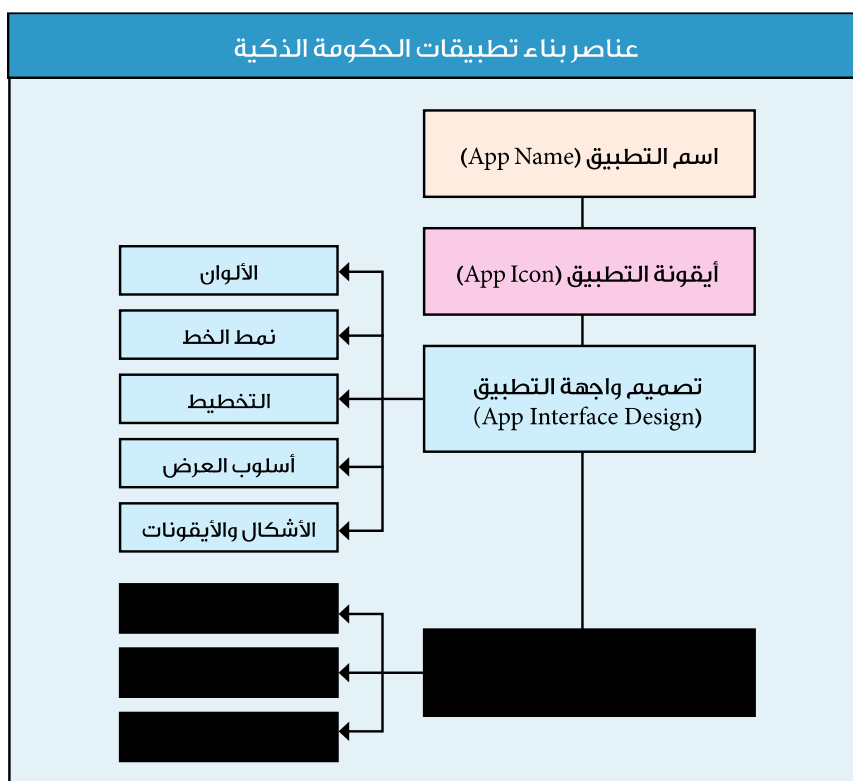 عناصر بناء تطبيقات الحكومة الذكية
اسم التطبيق (App Name)
أيقونة التطبيق (App Icon)
تصميم واجهة التطبيق
(App Interface Design)
الألوان
نمط الخط
التخطيط
أسلوب العرض
الأشكال والأيقونات